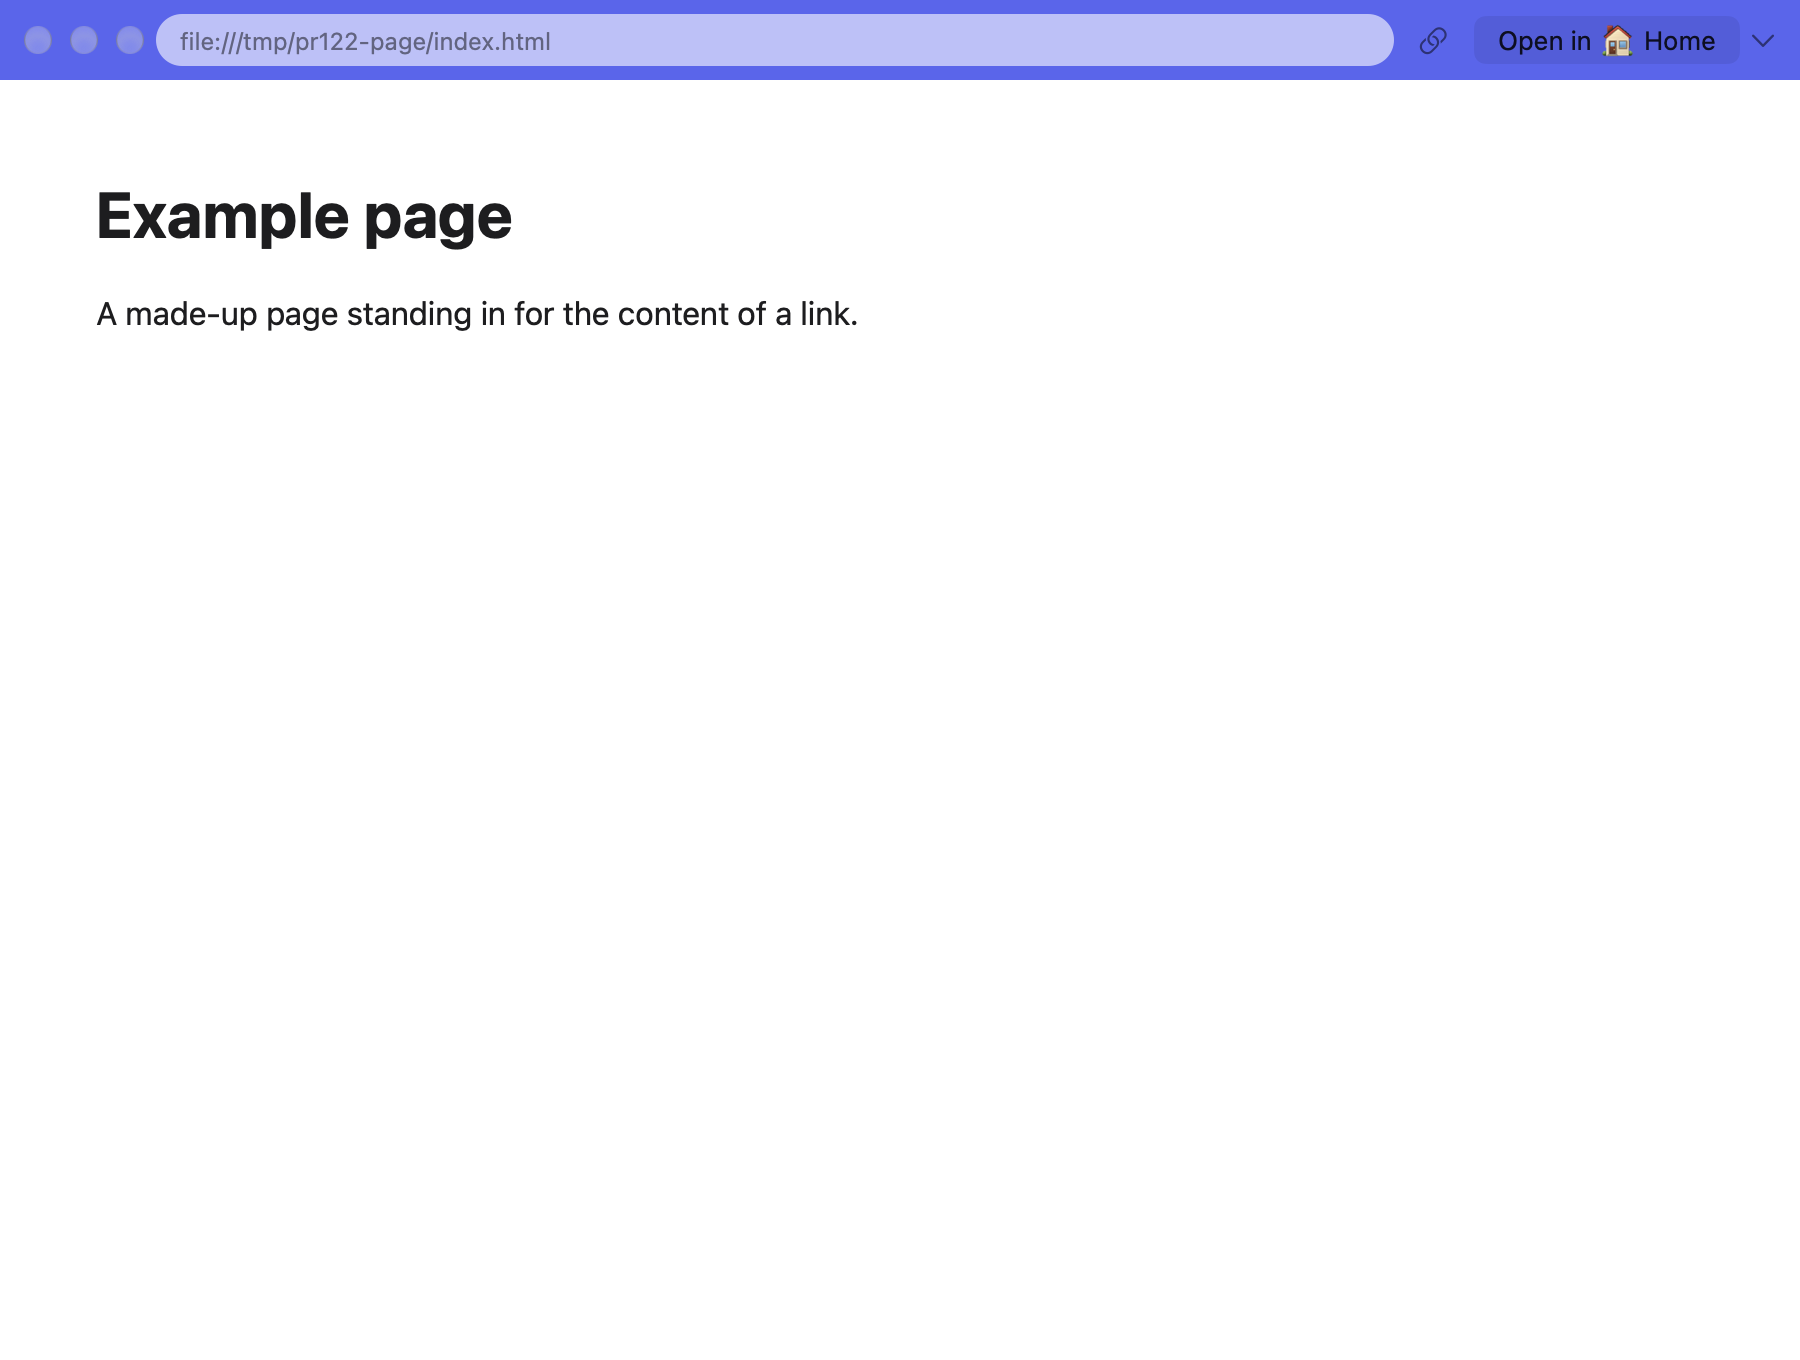 file:///tmp/pr122-page/index.html
Open in 🏠 Home
Example page
A made-up page standing in for the content of a link.